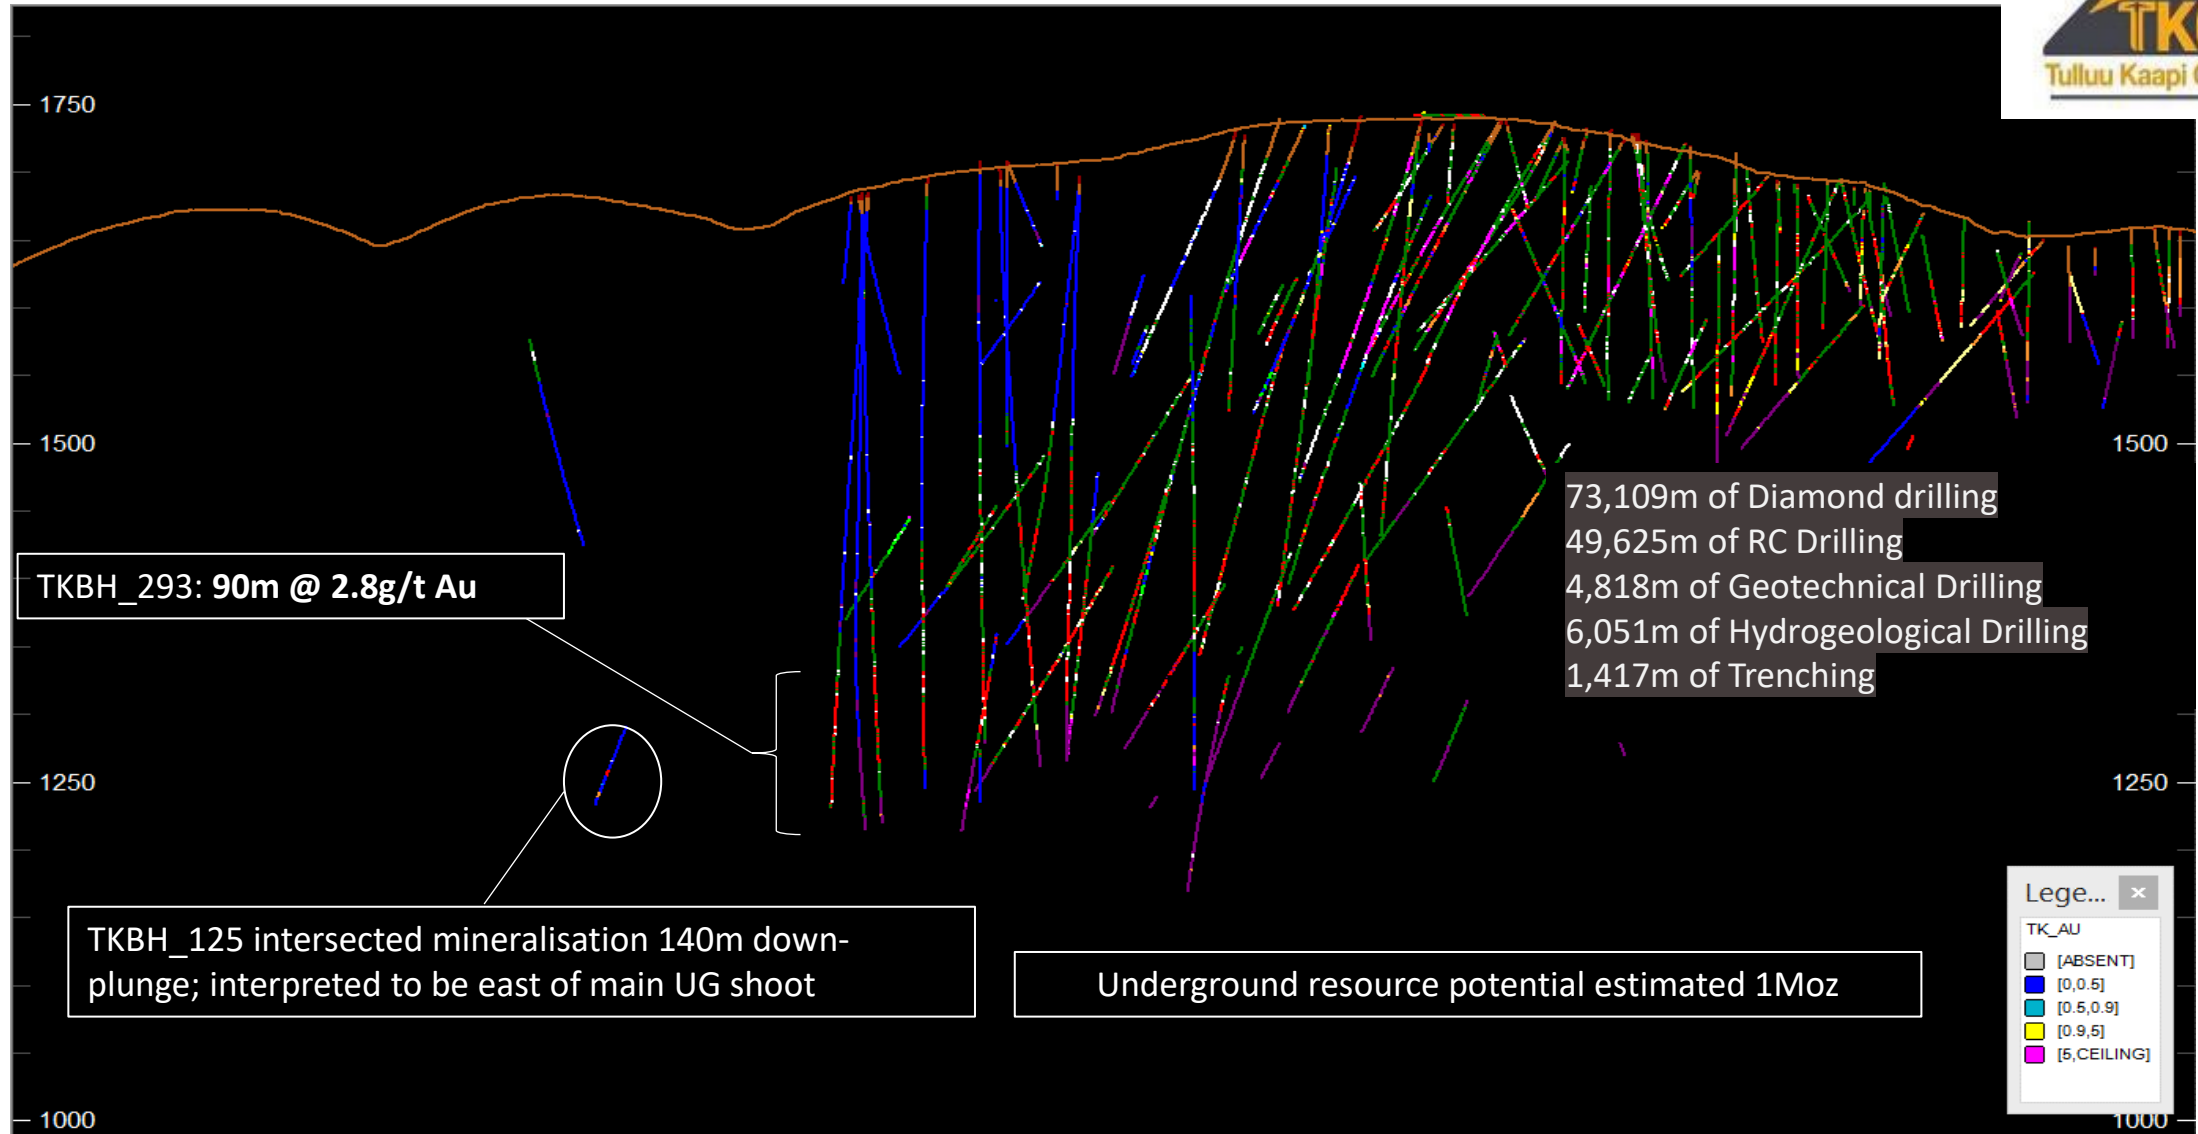 TK
Tulluu Kaapi
1750
1500
1500
73,109m of Diamond drilling
49,625m of RC Drilling
4,818m of Geotechnical Drilling
6,051m of Hydrogeological Drilling
1,417m of Trenching
TKBH_293: 90m @ 2.8g/t Au
1250
1250
TKBH_125 intersected mineralisation 140m down-
plunge; interpreted to be east of main UG shoot
Underground resource potential estimated 1Moz
Lege...
TK_AU
[ABSENT]
[0,0.5]
[0.5,0.9]
[0.9,5]
[5,CEILING]
1000
1000